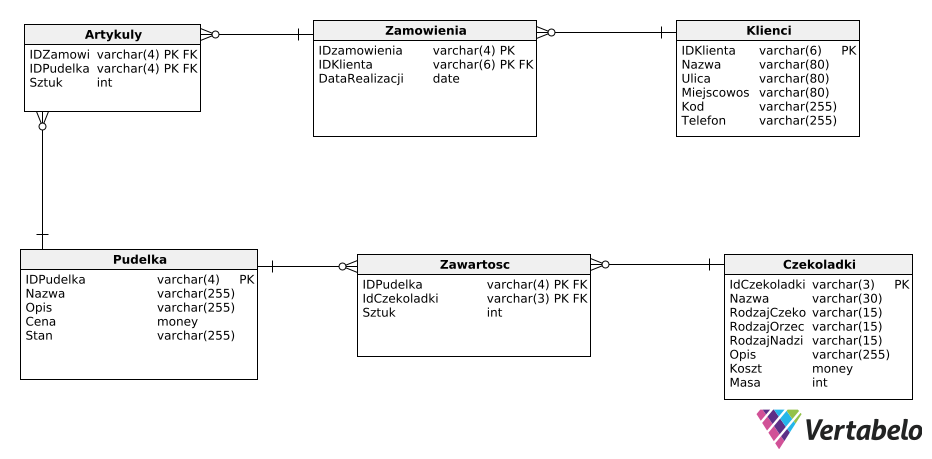 Artykuly
IDZamowi varchar(4) PK FK
IDPudelka varchar(4) PK FK
Sztuk int
Zamowienia
IDzamowienia varchar(4) PK
IDKlienta varchar(6) PK FK
DataRealizacji date
Klienci
IDKlienta varchar(6) PK
Nazwa varchar(80)
Ulica varchar(80)
Miejscowos varchar(80)
Kod varchar(255)
Telefon varchar(255)
Pudelka
IDPudelka varchar(4) PK
Nazwa varchar(255)
Opis varchar(255)
Cena money
Stan varchar(255)
Zawartosc
IDPudelka varchar(4) PK FK
IdCzekoladki varchar(3) PK FK
Sztuk int
Czekoladki
IdCzekoladki varchar(3) PK
Nazwa varchar(30)
RodzajCzeko varchar(15)
RodzajOrzec varchar(15)
RodzajNadzi varchar(15)
Opis varchar(255)
Koszt money
Masa int
Vertabelo